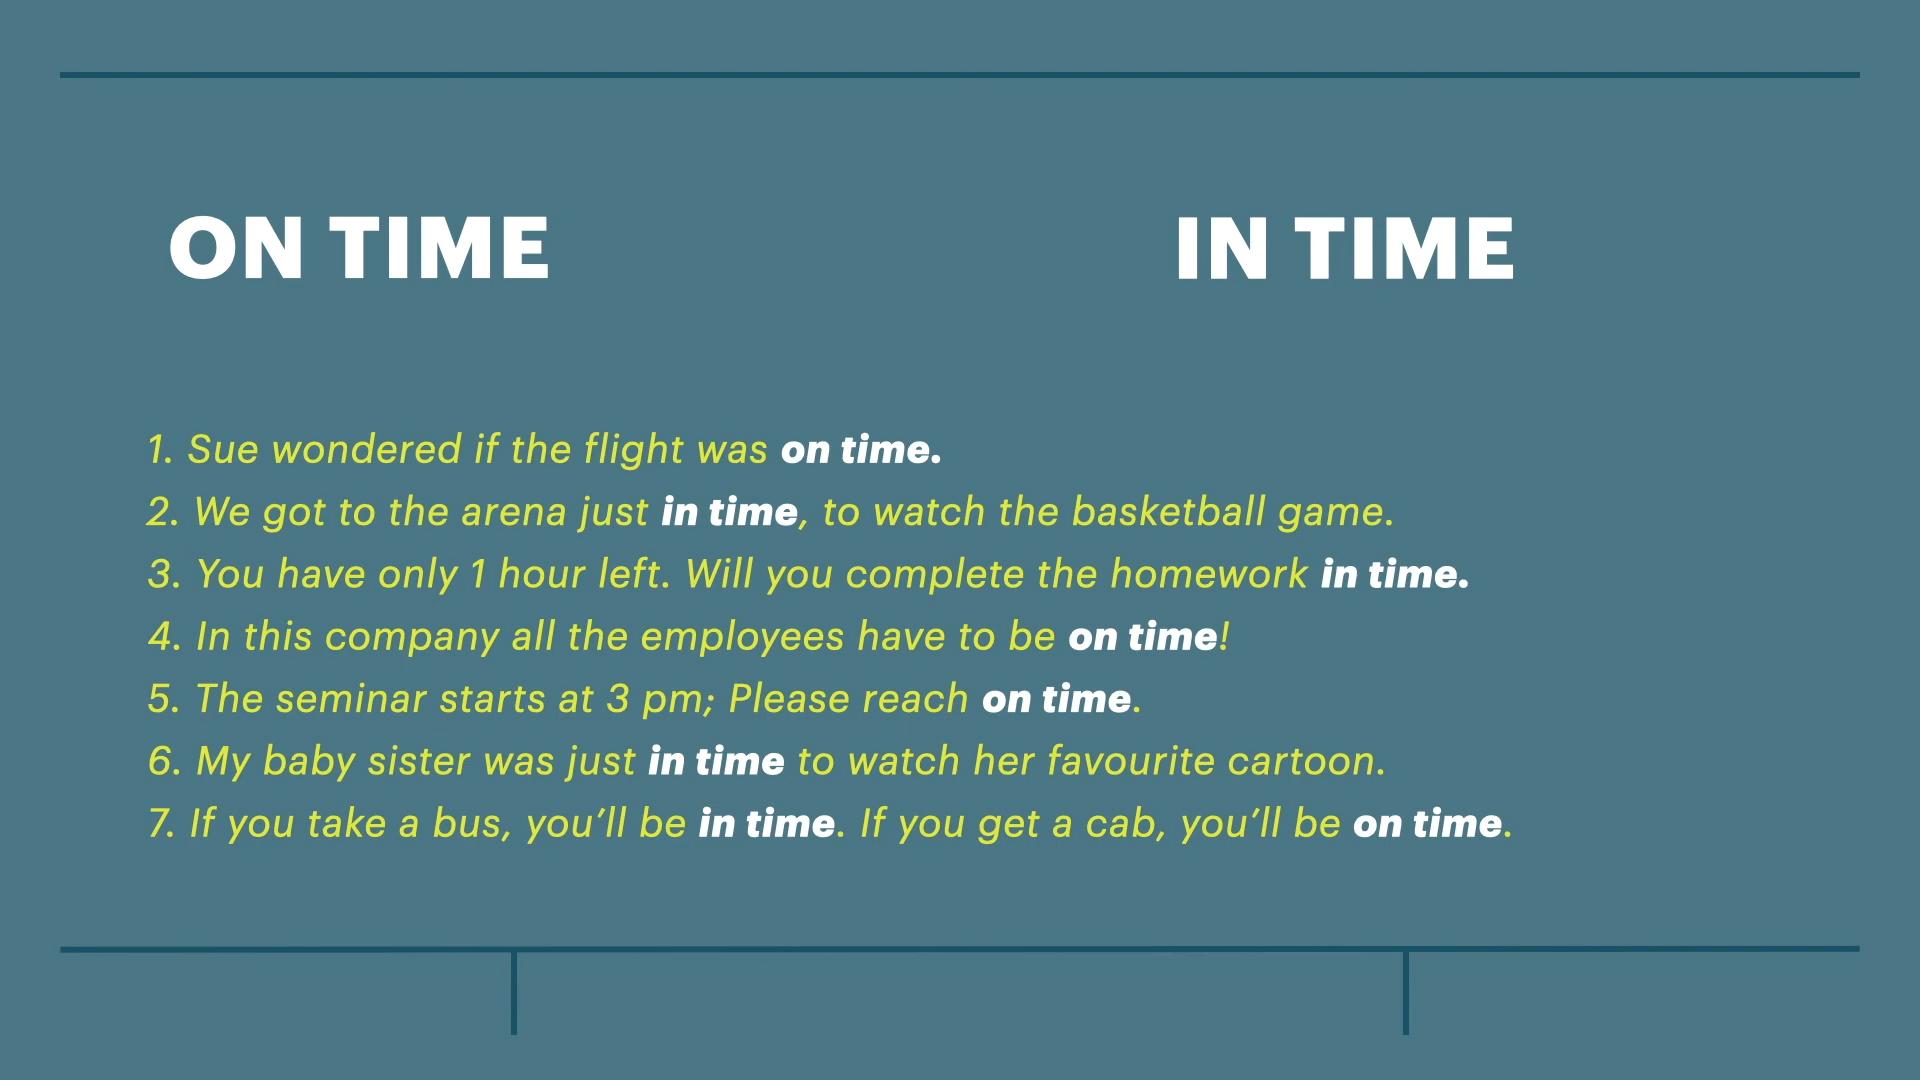 ON TIME
IN TIME
1. Sue wondered if the flight was on time.
2. We got to the arena just in time, to watch the basketball game.
3. You have only 1 hour left. Will you complete the homework in time.
4. In this company all the employees have to be on time!
5. The seminar starts at 3 pm; Please reach on time.
6. My baby sister was just in time to watch her favourite cartoon.
7. If you take a bus, you’ll be in time. If you get a cab, you’ll be on time.